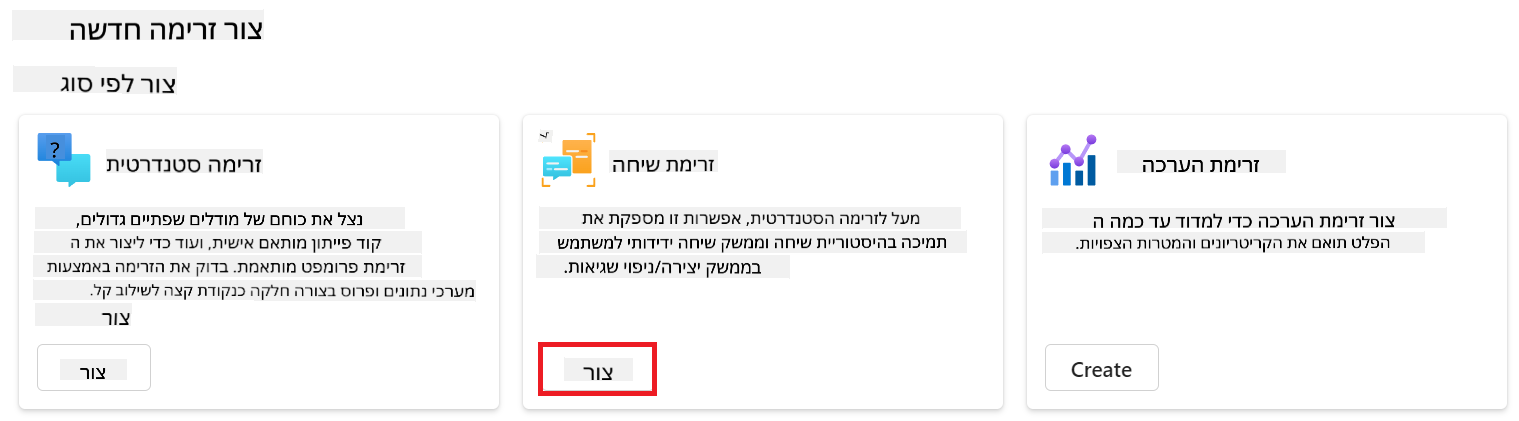 צור זרימה חדשה
צור לפי סוג
?
זרימה סטנדרטית
נצל את כוחם של מודלים שפתיים גדולים,
קוד פייתון מותאם אישית, ועוד כדי ליצור את ה
זרימת פרומפט מותאמת. בדוק את הזרימה באמצעות
מערכי נתונים ופרוס בצורה חלקה כנקודת קצה לשילוב קל.
צור
צור
זרימת שיחה
מעל לזרימה הסטנדרטית, אפשרות זו מספקת את
תמיכה בהיסטוריית שיחה וממשק שיחה ידידותי למשתמש
בממשק יצירה/ניפוי שגיאות.
צור
זרימת הערכה
צור זרימת הערכה כדי למדוד עד כמה ה
הפלט תואם את הקריטריונים והמטרות הצפויות.
Create